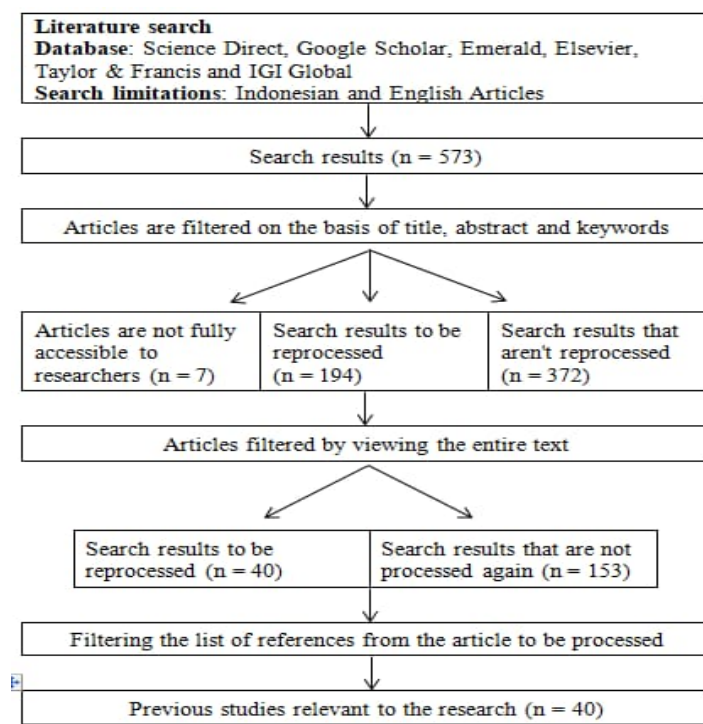 Literature search
Database: Science Direct, Google Scholar, Emerald, Elsevier,
Taylor & Francis and IGI Global
Search limitations: Indonesian and English Articles
Search results (n = 573)
Articles are filtered on the basis of title, abstract and keywords
Articles are not fully
accessible to
researchers (n = 7)
Search results to be
reprocessed
(n = 194)
Search results that
aren't reprocessed
(n = 372)
Articles filtered by viewing the entire text
Search results to be
reprocessed (n = 40)
Search results that are not
processed again (n = 153)
Filtering the list of references from the article to be processed
Previous studies relevant to the research (n = 40)